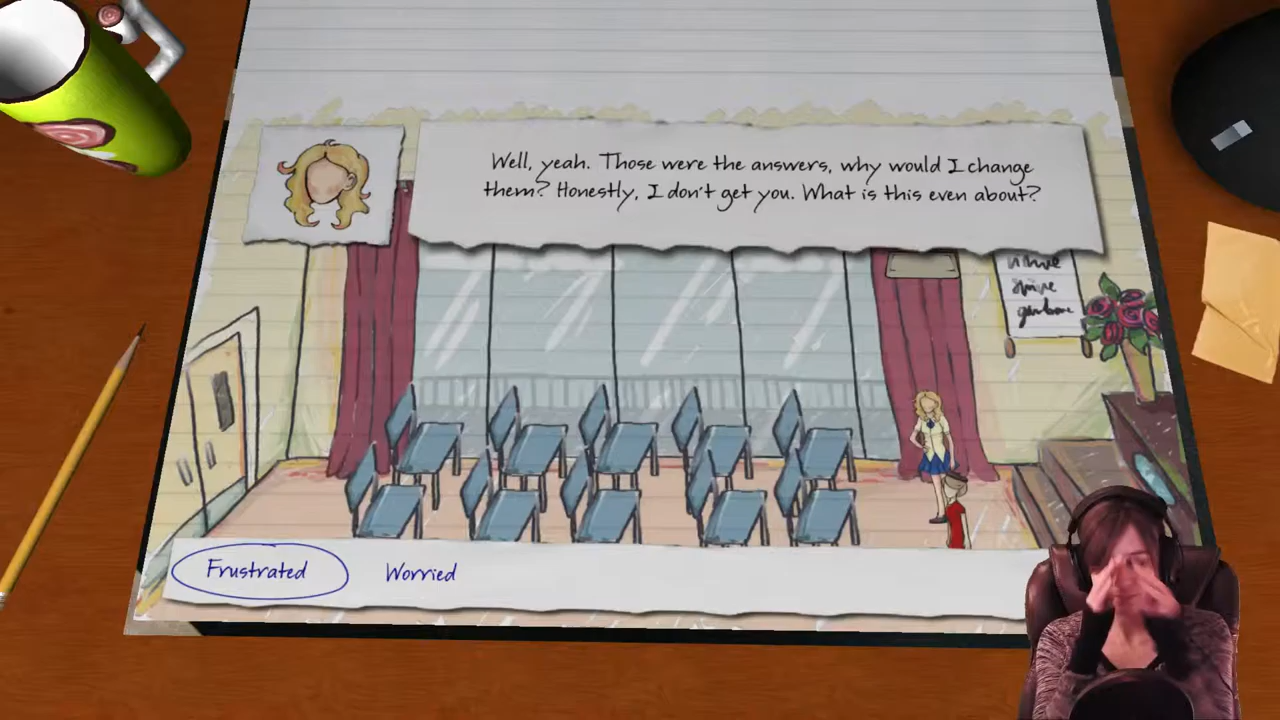 Well, yeah. Those were the answers, why would I change
them? Honestly, I don't get you. What is this even about?
Frustrated Worried